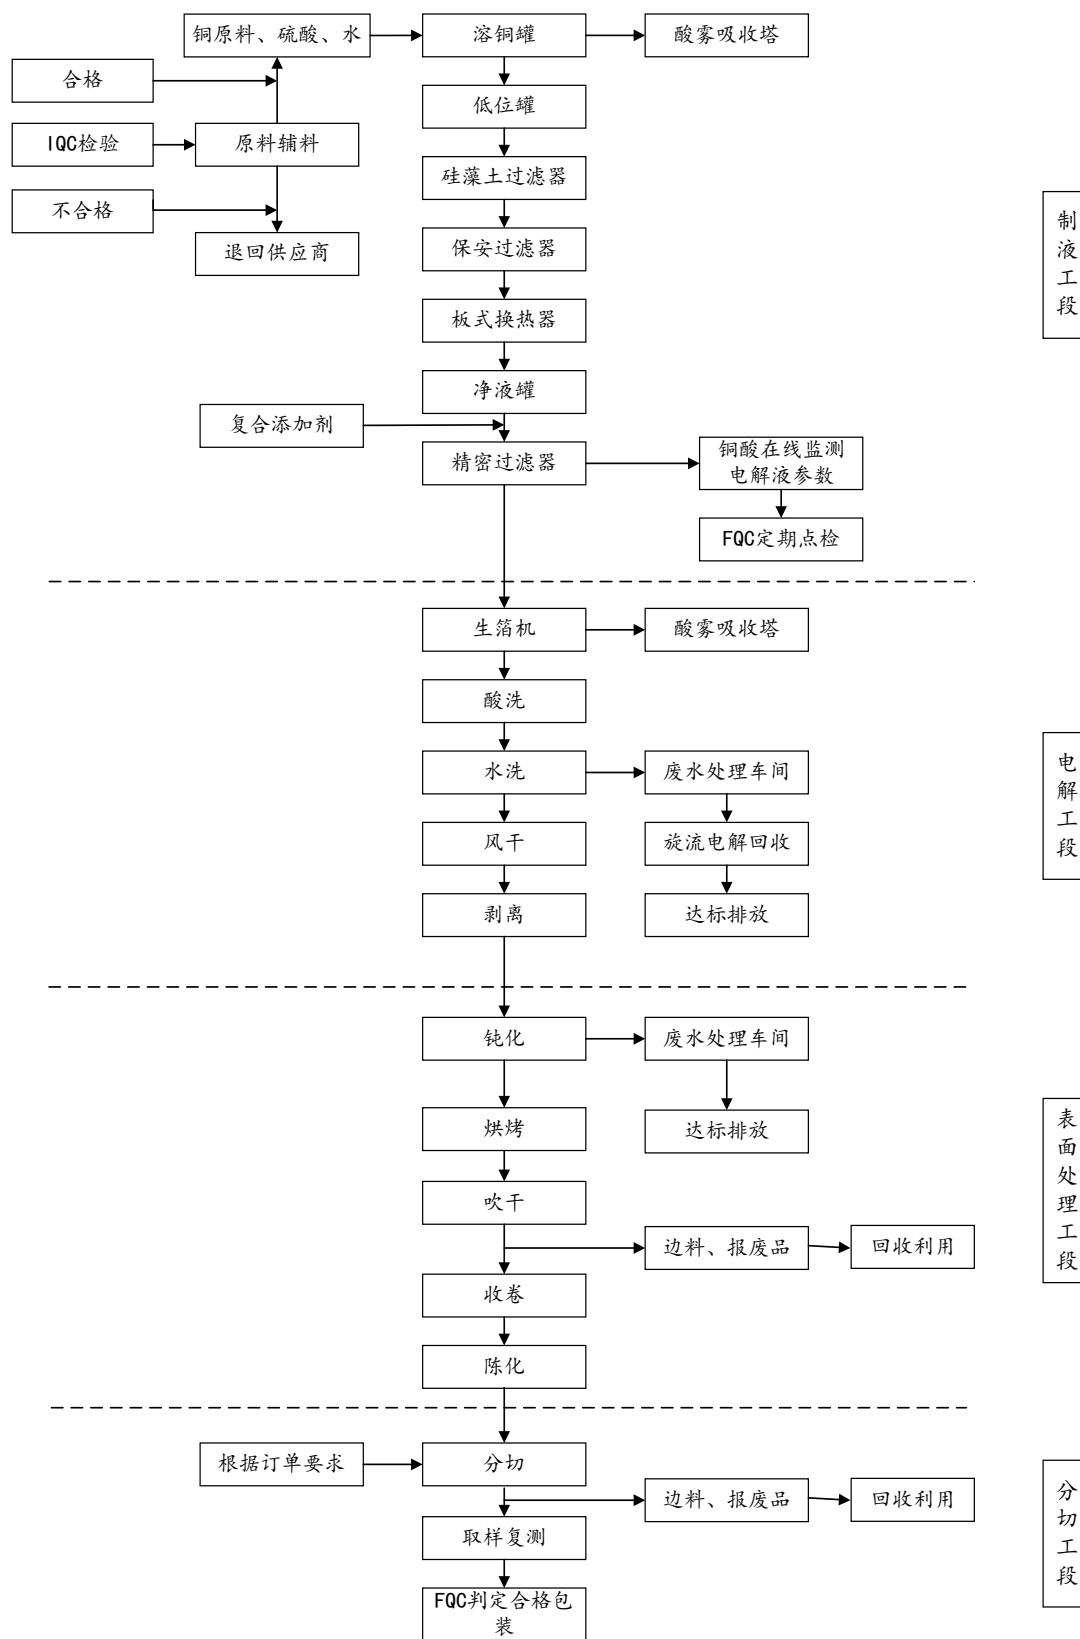 铜原料、硫酸、水
溶铜罐
酸雾吸收塔
合格
低位罐
IQC检验
原料辅料
硅藻土过滤器
不合格
退回供应商
保安过滤器
板式换热器
净液罐
复合添加剂
精密过滤器
铜酸在线监测
电解液参数
FQC定期点检
制
液
工
段
生箔机
酸雾吸收塔
酸洗
水洗
废水处理车间
风干
旋流电解回收
剥离
达标排放
电
解
工
段
钝化
废水处理车间
烘烤
达标排放
吹干
边料、报废品
回收利用
收卷
陈化
表
面
处
理
工
段
根据订单要求
分切
边料、报废品
回收利用
取样复测
FQC判定合格包
装
分
切
工
段